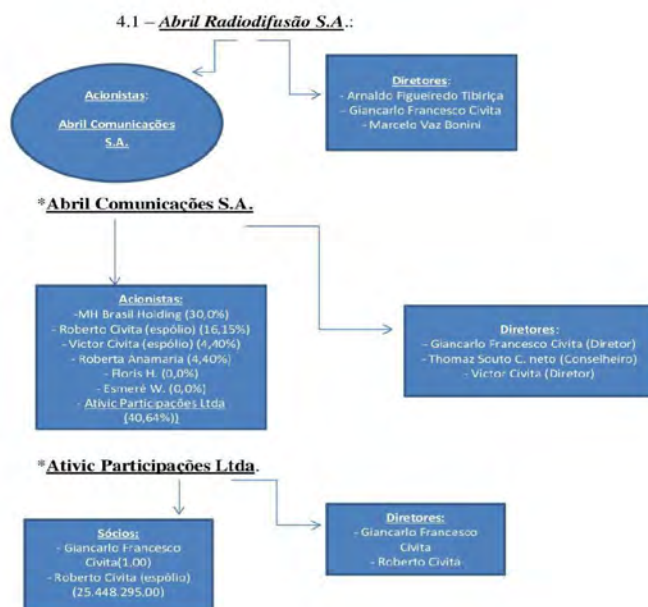 4.1 – Abril Radiodifusão S.A.:
Acionistas:
Abril Comunicações
S.A.
Diretores:
- Arnaldo Figueiredo Tibiriça
- Giancarlo Francesco Civita
- Marcelo Vaz Bonini
*Abril Comunicações S.A.
Acionistas:
-MH Brasil Holding (30,0%)
- Roberto Civita (espólio) (16,15%)
- Victor Civita (espólio) (4,40%)
- Roberta Anamaria (4,40%)
- Floris H. (0,0%)
- Esmeré W. (0,0%)
- Ativic Participações Ltda
(40,64%))
Diretores:
- Giancarlo Francesco Civita (Diretor)
- Thomaz Souto C. neto (Conselheiro)
- Victor Civita (Diretor)
*Ativic Participações Ltda.
Sócios:
- Giancarlo Francesco
Civita(1,00)
- Roberto Civita (espólio)
(25.448.295,00)
Diretores:
- Giancarlo Francesco
Civita
- Roberto Civita